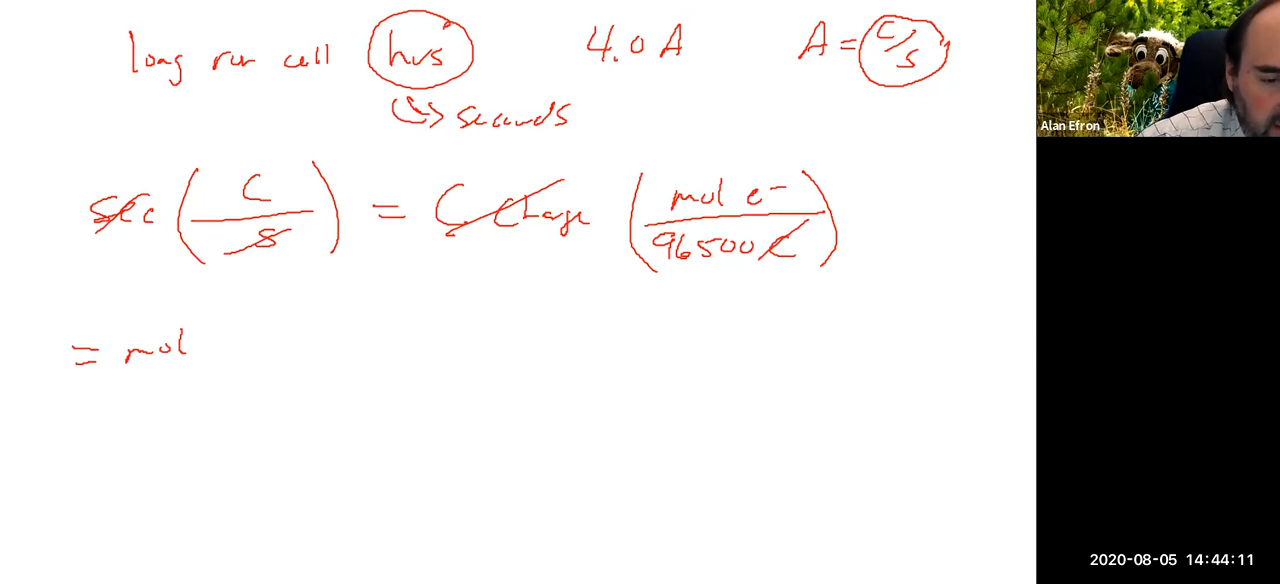 long run cell hrs 4.0 A A = C/s
Alan Efron
↳ seconds
sec ( C / s ) = C charge ( mol e- / 96500 C )
= mol
2020-08-05 14:44:11